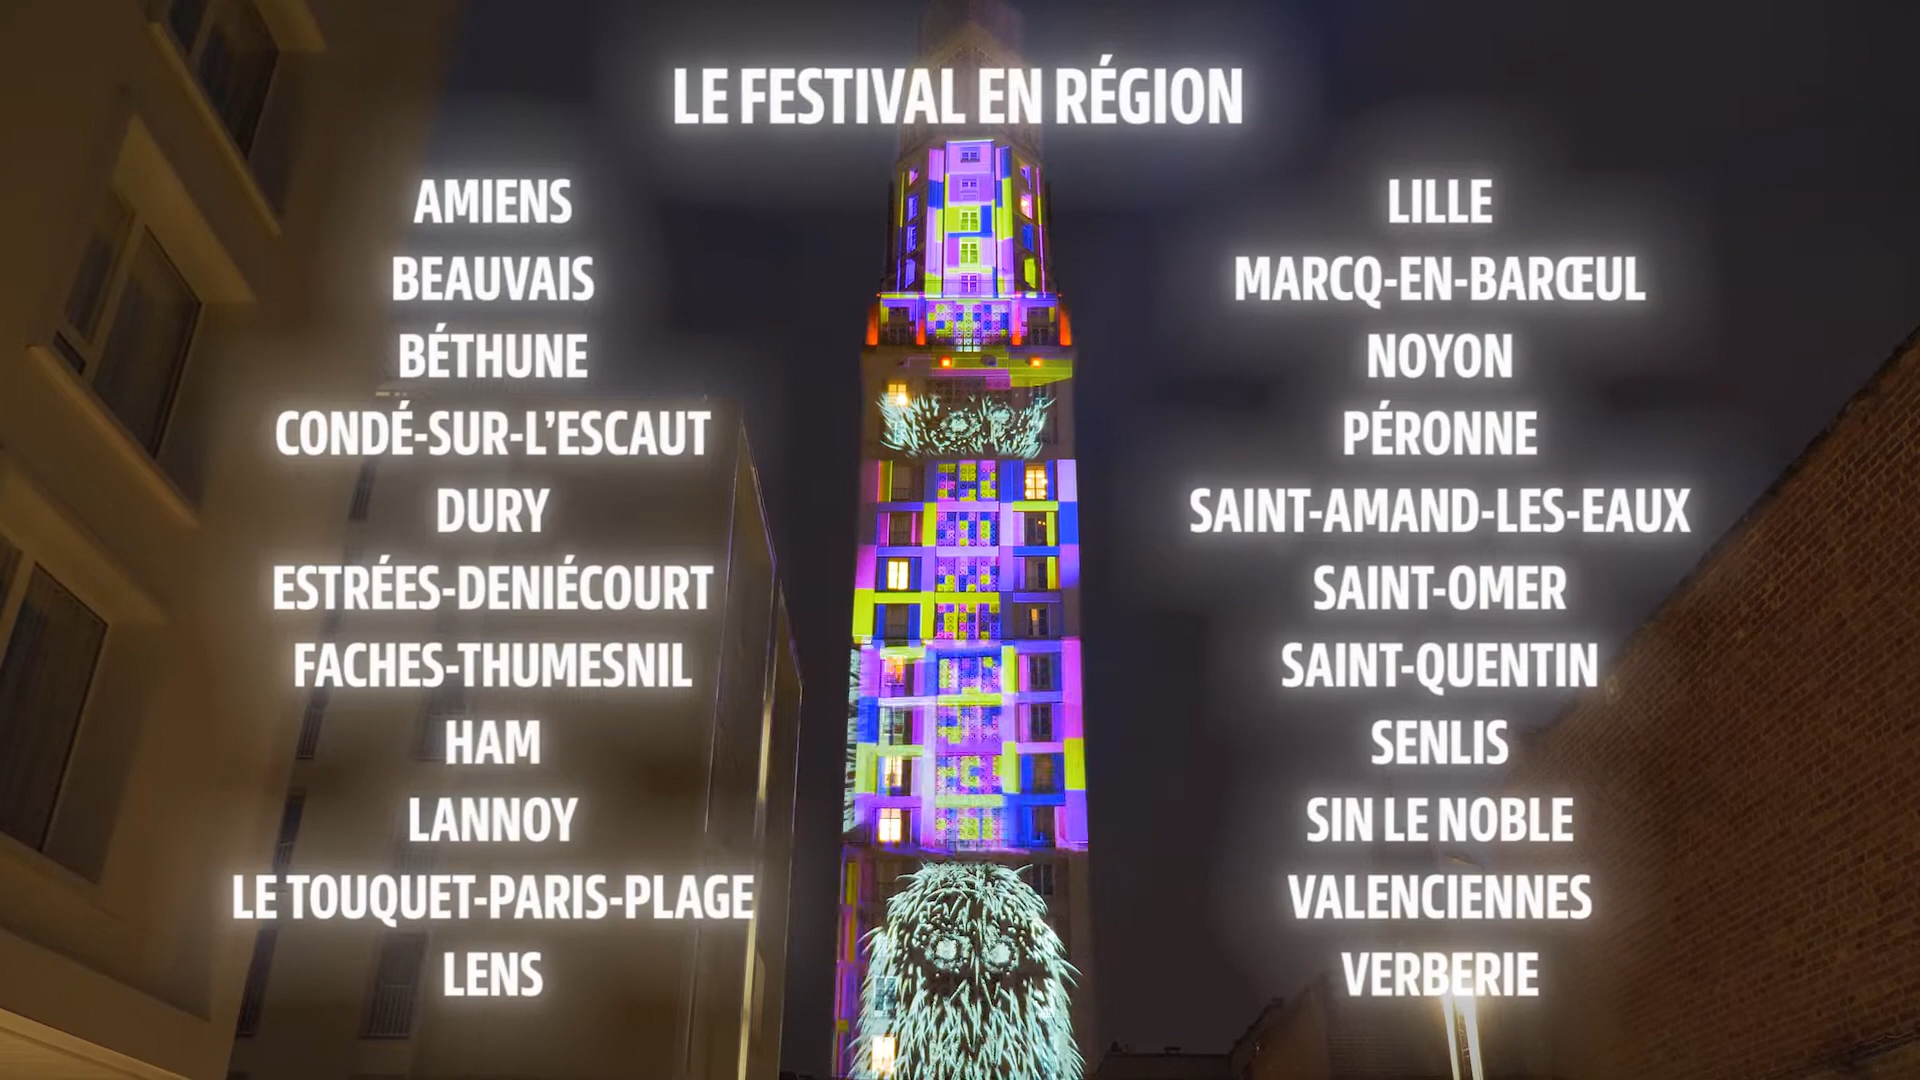 LE FESTIVAL EN RÉGION
AMIENS
BEAUVAIS
BÉTHUNE
CONDÉ-SUR-L’ESCAUT
DURY
ESTRÉES-DENIÉCOURT
FACHES-THUMESNIL
HAM
LANNOY
LE TOUQUET-PARIS-PLAGE
LENS
LILLE
MARCQ-EN-BARŒUL
NOYON
PÉRONNE
SAINT-AMAND-LES-EAUX
SAINT-OMER
SAINT-QUENTIN
SENLIS
SIN LE NOBLE
VALENCIENNES
VERBERIE